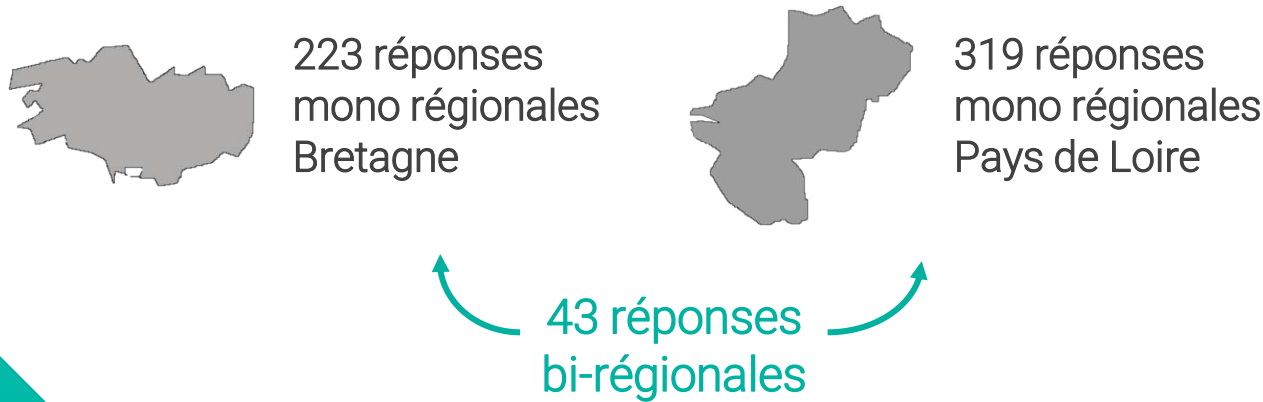 223 réponses
mono régionales
Bretagne
319 réponses
mono régionales
Pays de Loire
43 réponses
bi-régionales